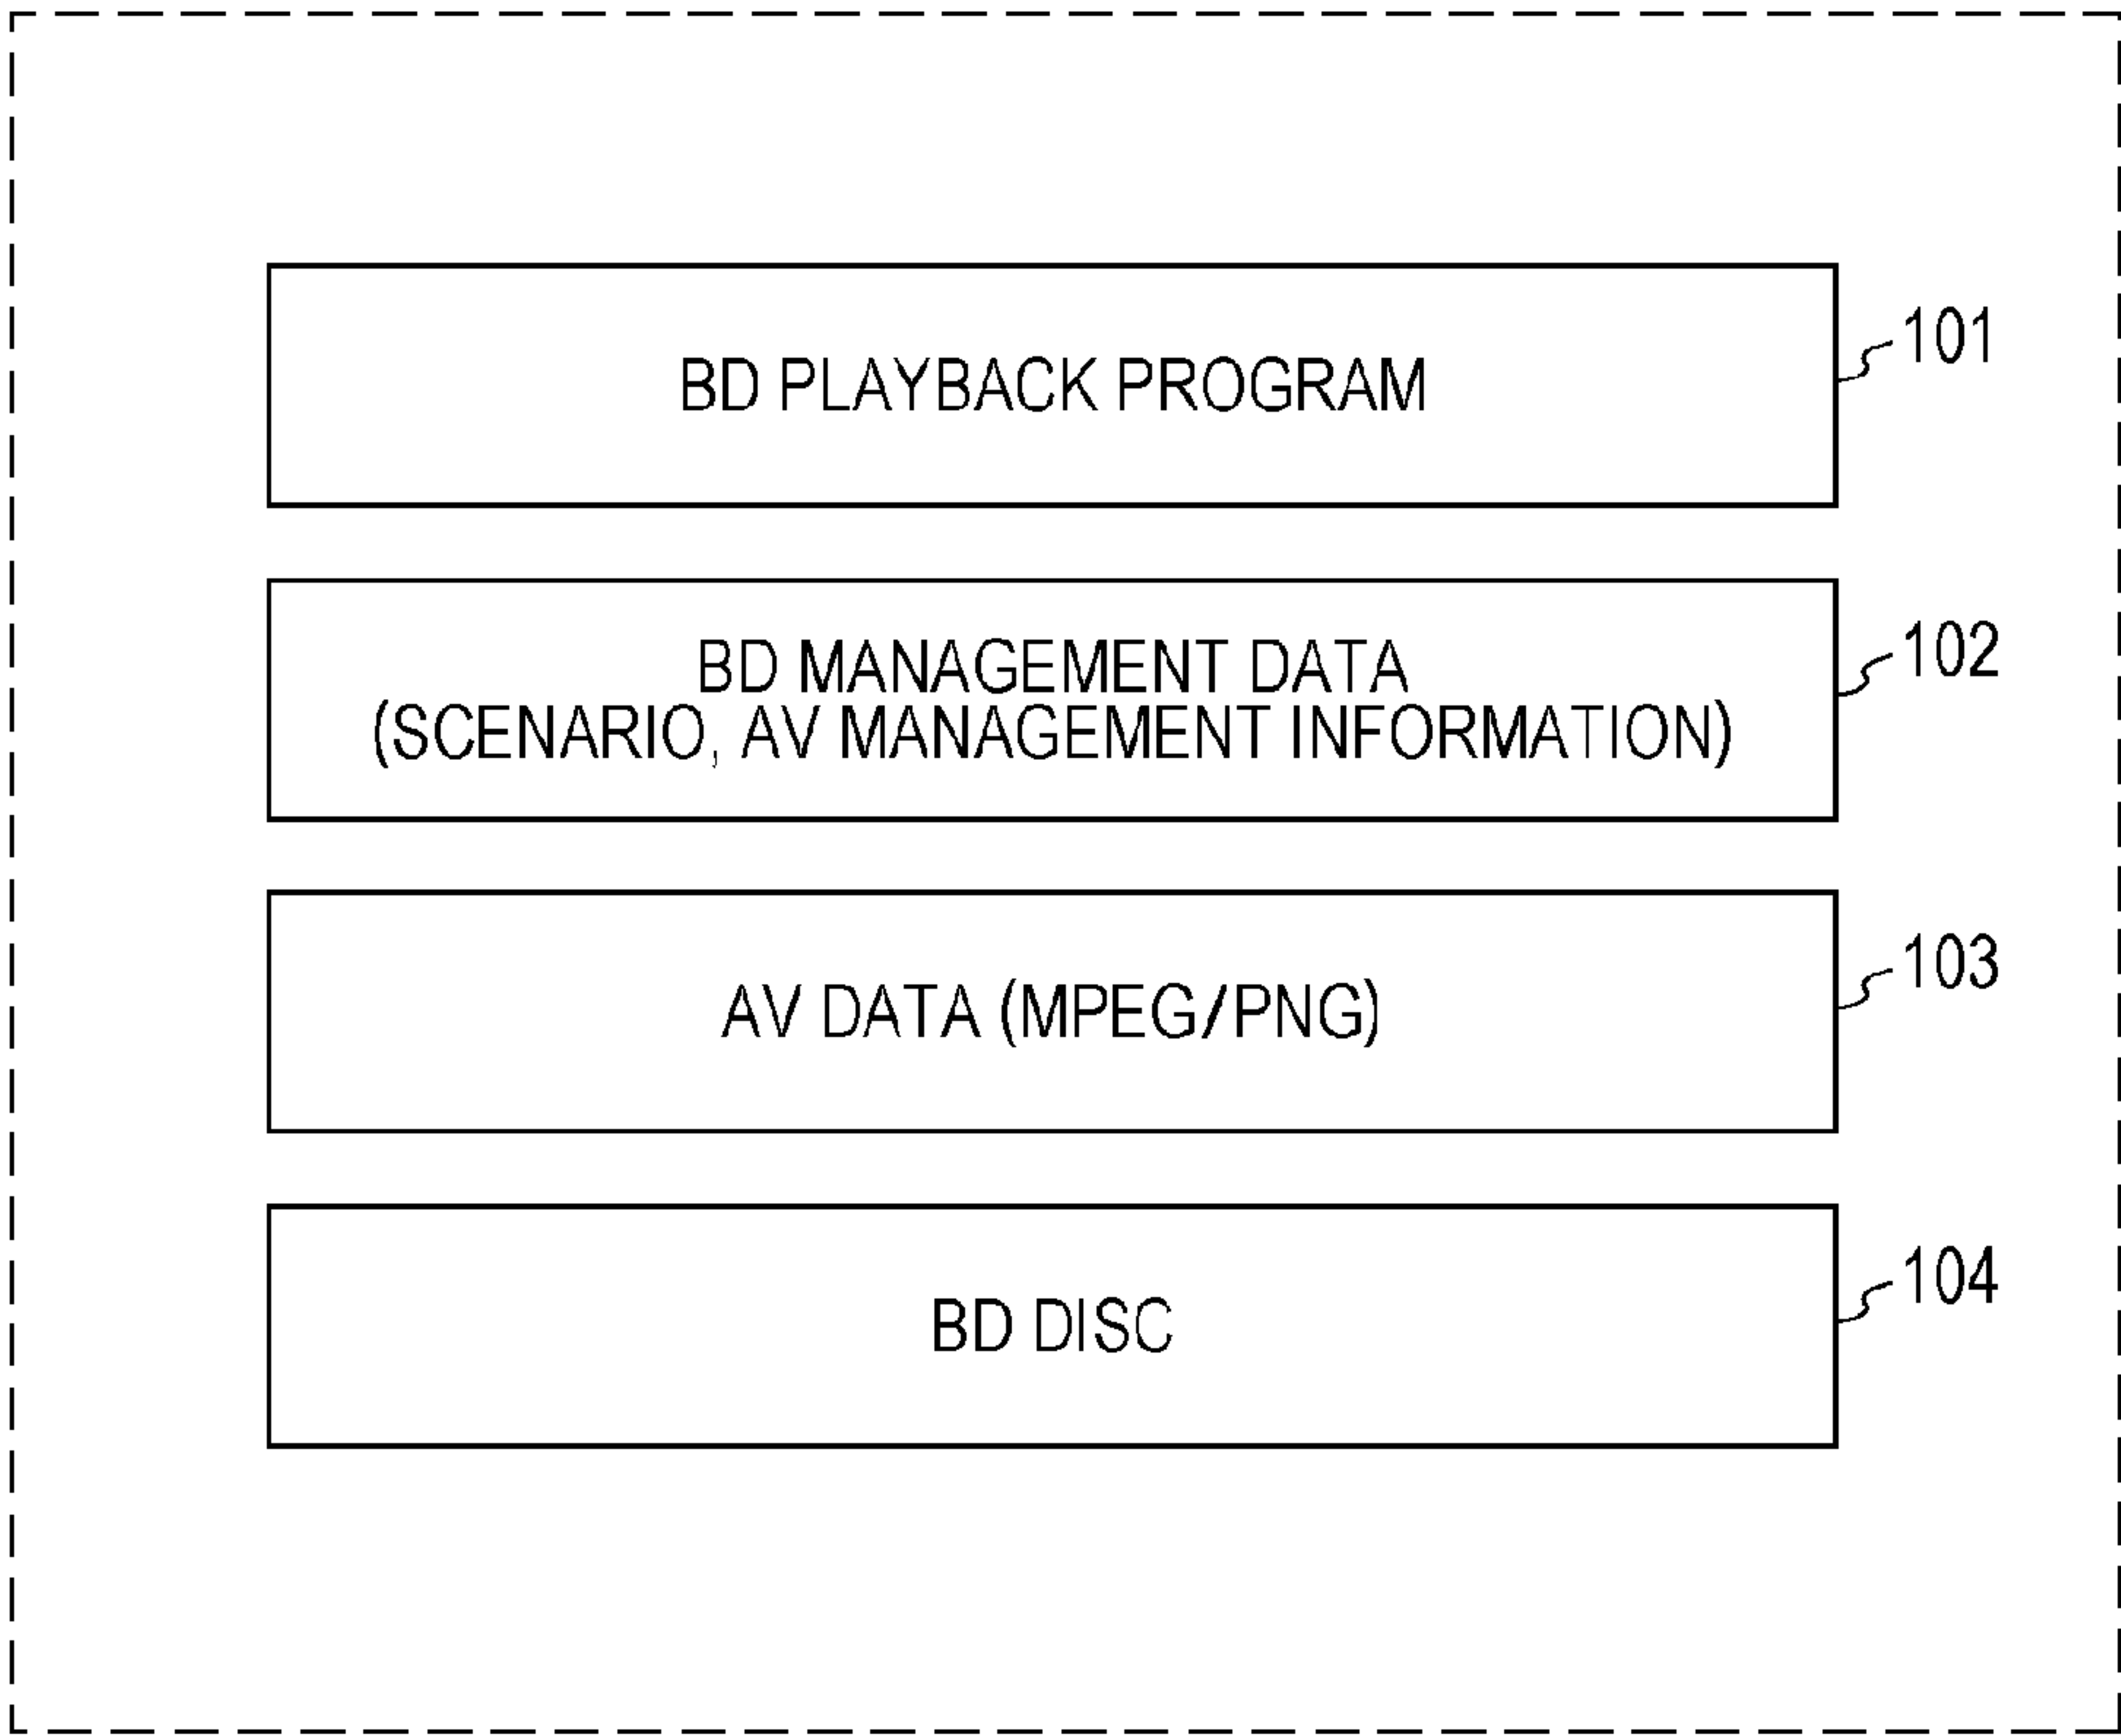 BD PLAYBACK PROGRAM
101
BD MANAGEMENT DATA
(SCENARIO, AV MANAGEMENT INFORMATION)
102
AV DATA (MPEG/PNG)
103
BD DISC
104